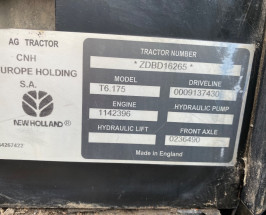 AG TRACTOR
CNH
EUROPE HOLDING
S.A.
NEW HOLLAND®
TRACTOR NUMBER
* ZDBD16265 *
MODEL
T6.175
DRIVELINE
0009137430
ENGINE
1142396
HYDRAULIC PUMP
HYDRAULIC LIFT
FRONT AXLE
0236490
Made in England